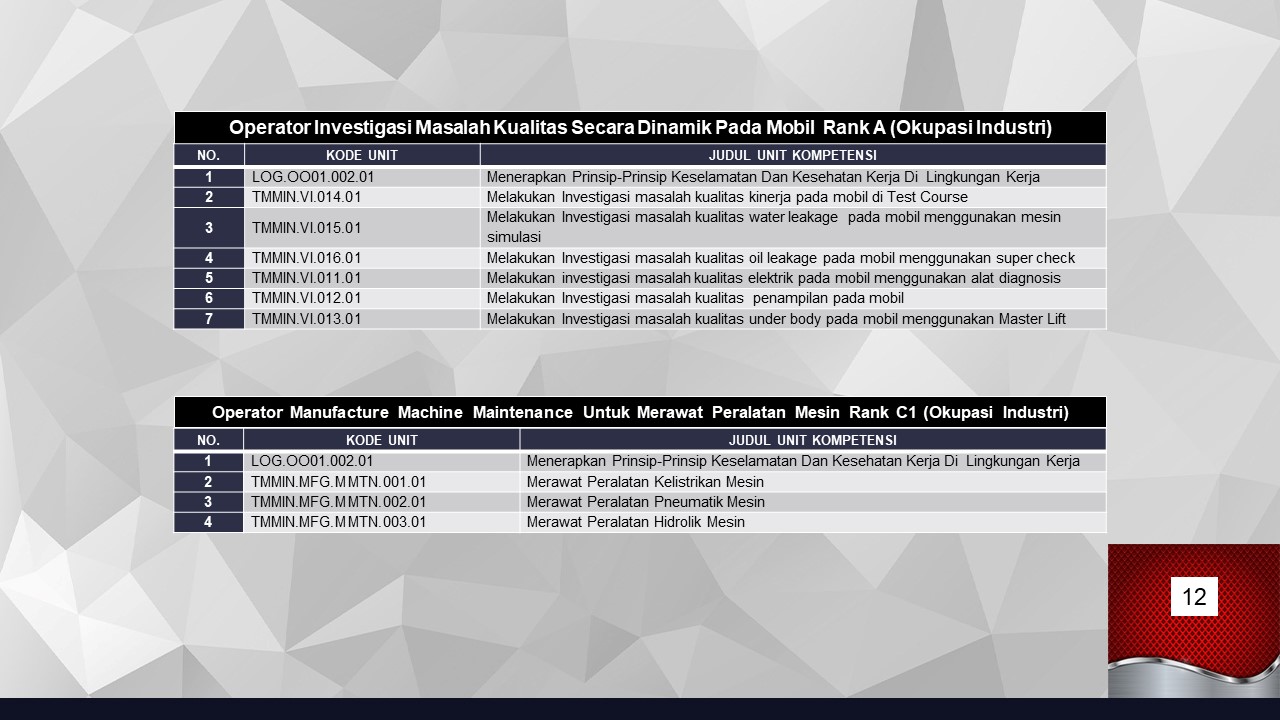 Operator Investigasi Masalah Kualitas Secara Dinamik Pada Mobil Rank A (Okupasi Industri)
NO. KODE UNIT JUDUL UNIT KOMPETENSI
1 LOG.OO01.002.01 Menerapkan Prinsip-Prinsip Keselamatan Dan Kesehatan Kerja Di Lingkungan Kerja
2 TMMIN.VI.014.01 Melakukan Investigasi masalah kualitas kinerja pada mobil di Test Course
3 TMMIN.VI.015.01 Melakukan Investigasi masalah kualitas water leakage pada mobil menggunakan mesin
simulasi
4 TMMIN.VI.016.01 Melakukan Investigasi masalah kualitas oil leakage pada mobil menggunakan super check
5 TMMIN.VI.011.01 Melakukan investigasi masalah kualitas elektrik pada mobil menggunakan alat diagnosis
6 TMMIN.VI.012.01 Melakukan Investigasi masalah kualitas penampilan pada mobil
7 TMMIN.VI.013.01 Melakukan Investigasi masalah kualitas under body pada mobil menggunakan Master Lift
Operator Manufacture Machine Maintenance Untuk Merawat Peralatan Mesin Rank C1 (Okupasi Industri)
NO. KODE UNIT JUDUL UNIT KOMPETENSI
1 LOG.OO01.002.01 Menerapkan Prinsip-Prinsip Keselamatan Dan Kesehatan Kerja Di Lingkungan Kerja
2 TMMIN.MFG.MMTN.001.01 Merawat Peralatan Kelistrikan Mesin
3 TMMIN.MFG.MMTN.002.01 Merawat Peralatan Pneumatik Mesin
4 TMMIN.MFG.MMTN.003.01 Merawat Peralatan Hidrolik Mesin
12